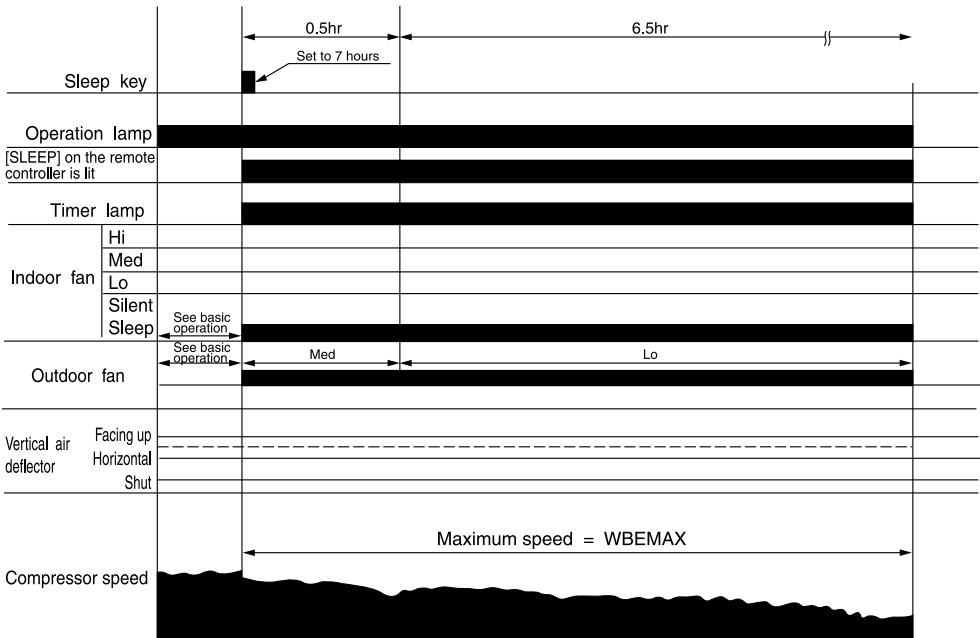 0.5hr
6.5hr
Set to 7 hours
Sleep key
Operation lamp
[SLEEP] on the remote
controller is lit
Timer lamp
Indoor fan
Hi
Med
Lo
Silent
Sleep
See basic
operation
Outdoor fan
See basic
operation
Med
Lo
Vertical air
deflector
Facing up
Horizontal
Shut
Maximum speed = WBEMAX
Compressor speed